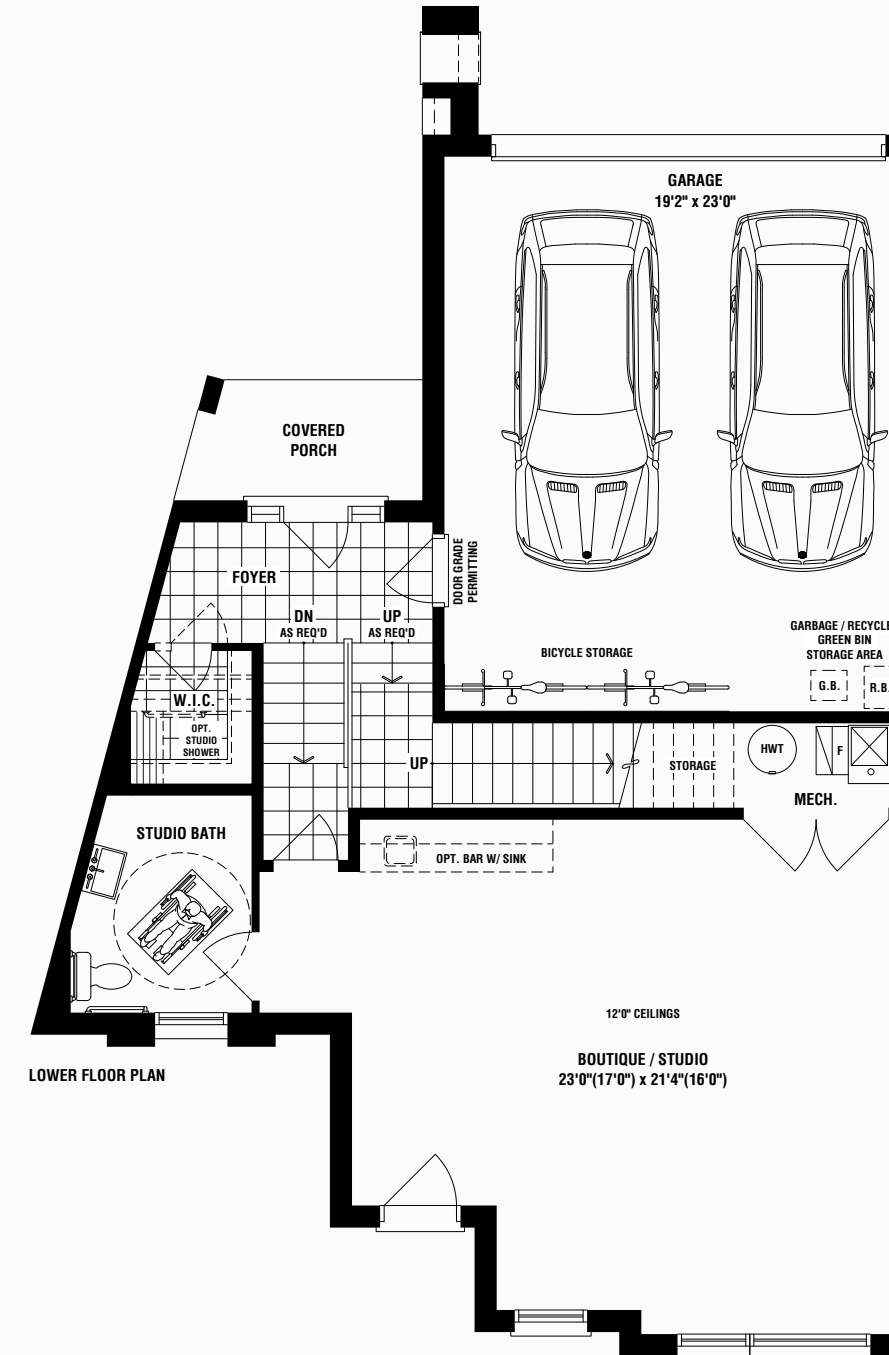 GARAGE
19'2" x 23'0"
COVERED
PORCH
DOOR GRADE
PERMITTING
FOYER
DN
AS REQ'D
UP
AS REQ'D
BICYCLE STORAGE
GARBAGE / RECYCLE
GREEN BIN
STORAGE AREA
G.B.
R.B.
W.I.C.
OPT.
STUDIO
SHOWER
UP
STORAGE
HWT
F
MECH.
STUDIO BATH
OPT. BAR W/ SINK
12'0" CEILINGS
BOUTIQUE / STUDIO
23'0"(17'0") x 21'4"(16'0")
LOWER FLOOR PLAN